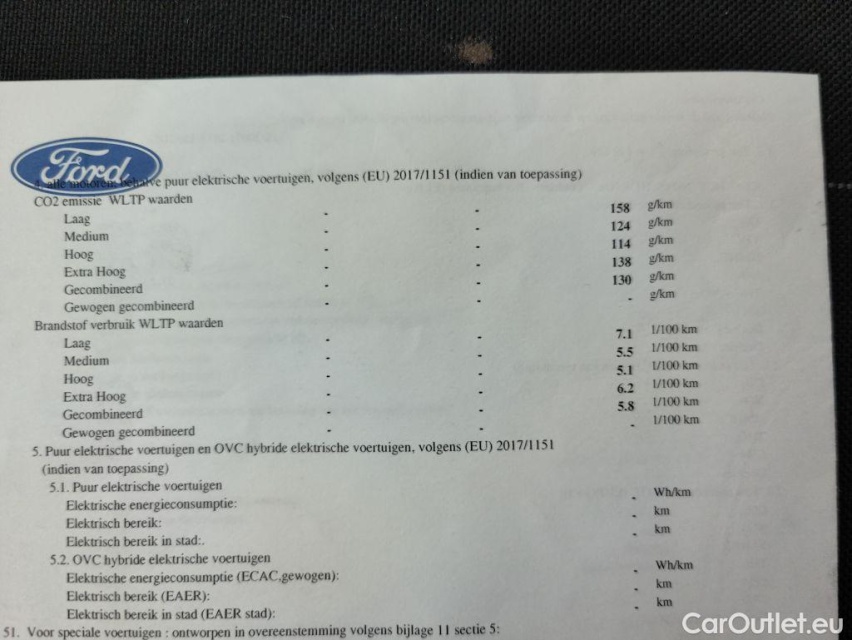 Ford
4. alle motoren behalve puur elektrische voertuigen, volgens (EU) 2017/1151 (indien van toepassing)
CO2 emissie WLTP waarden
Laag - - 158 g/km
Medium - - 124 g/km
Hoog - - 114 g/km
Extra Hoog - - 138 g/km
Gecombineerd - - 130 g/km
Gewogen gecombineerd - - - g/km
Brandstof verbruik WLTP waarden
Laag - - 7.1 l/100 km
Medium - - 5.5 l/100 km
Hoog - - 5.1 l/100 km
Extra Hoog - - 6.2 l/100 km
Gecombineerd - - 5.8 l/100 km
Gewogen gecombineerd - - - l/100 km
5. Puur elektrische voertuigen en OVC hybride elektrische voertuigen, volgens (EU) 2017/1151
(indien van toepassing)
5.1. Puur elektrische voertuigen
Elektrische energieconsumptie: - Wh/km
Elektrisch bereik: - km
Elektrisch bereik in stad:. - km
5.2. OVC hybride elektrische voertuigen
Elektrische energieconsumptie (ECAC,gewogen): - Wh/km
Elektrisch bereik (EAER): - km
Elektrisch bereik in stad (EAER stad): - km
51. Voor speciale voertuigen : ontworpen in overeenstemming volgens bijlage 11 sectie 5:
CarOutlet.eu